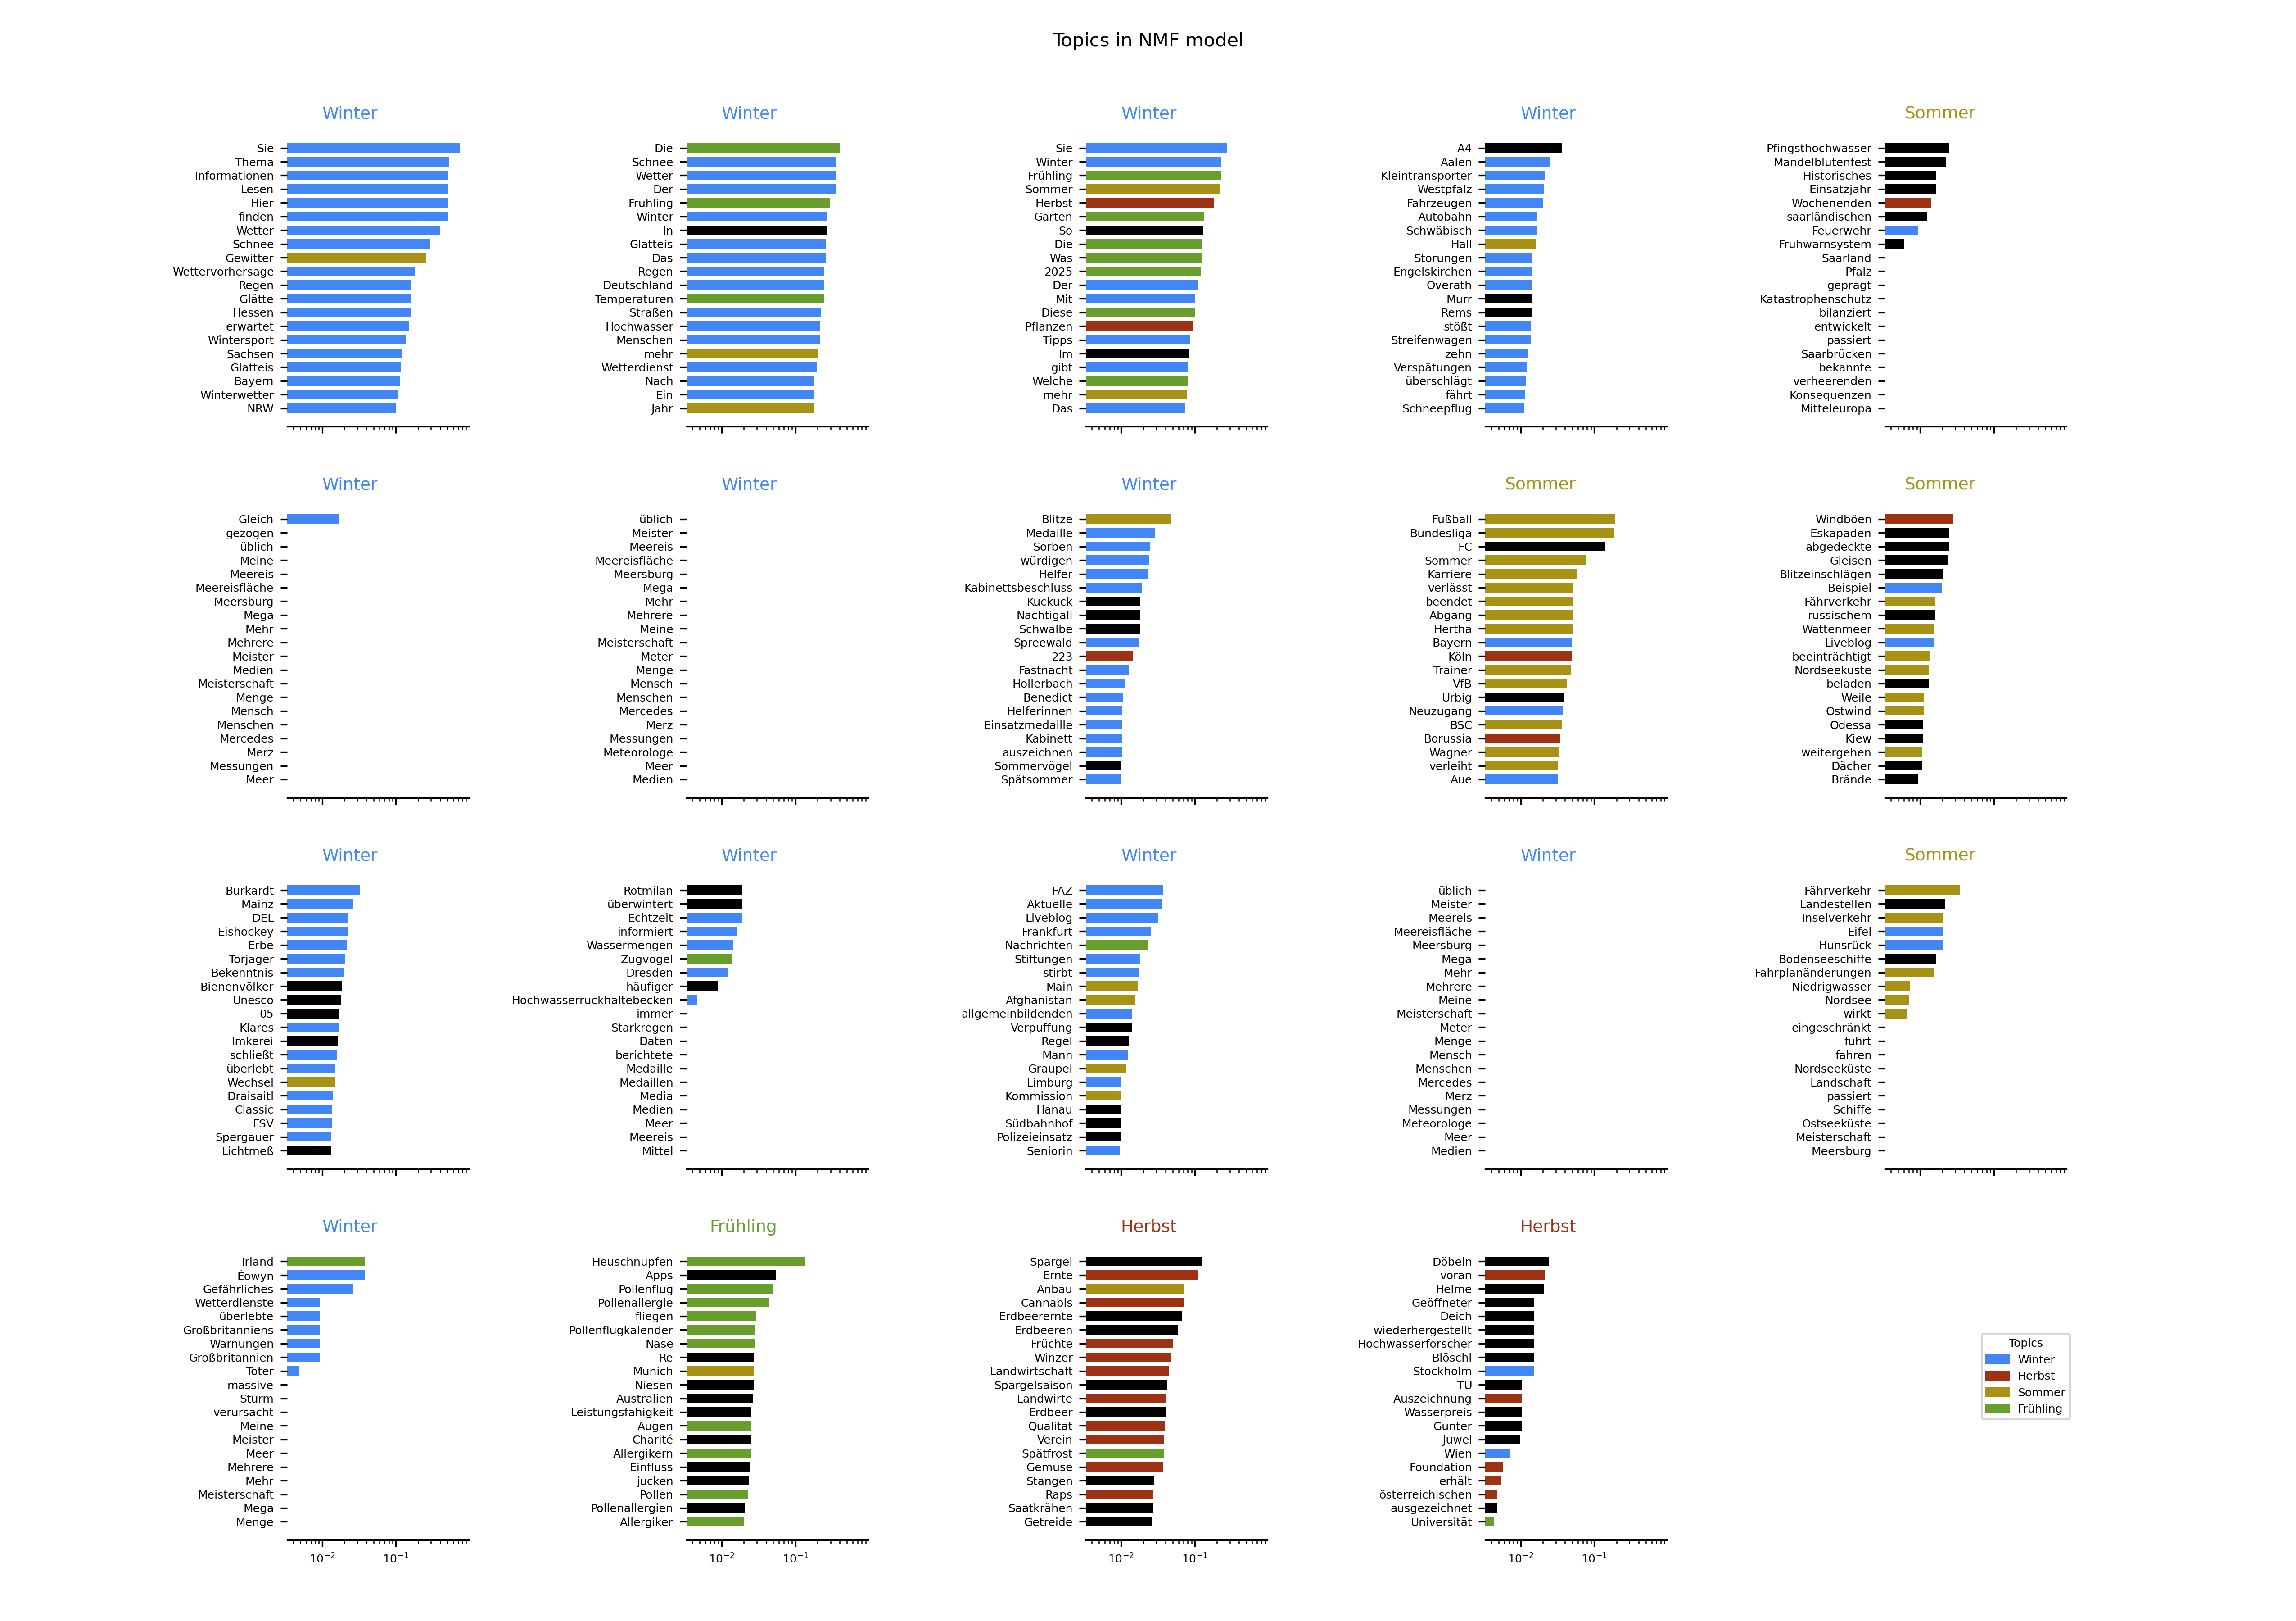 Topics in NMF model
Winter
Sie
Thema
Informationen
Lesen
Hier
finden
Wetter
Schnee
Gewitter
Wettervorhersage
Regen
Glätte
Hessen
erwartet
Wintersport
Sachsen
Glatteis
Bayern
Winterwetter
NRW
Winter
Die
Schnee
Wetter
Der
Frühling
Winter
In
Glatteis
Das
Regen
Deutschland
Temperaturen
Straßen
Hochwasser
Menschen
mehr
Wetterdienst
Nach
Ein
Jahr
Winter
Sie
Winter
Frühling
Sommer
Herbst
Garten
So
Die
Was
2025
Der
Mit
Diese
Pflanzen
Tipps
Im
gibt
Welche
mehr
Das
Winter
A4
Aalen
Kleintransporter
Westpfalz
Fahrzeugen
Autobahn
Schwäbisch
Hall
Störungen
Engelskirchen
Overath
Murr
Rems
stößt
Streifenwagen
zehn
Verspätungen
überschlägt
fährt
Schneepflug
Sommer
Pfingsthochwasser
Mandelblütenfest
Historisches
Einsatzjahr
Wochenenden
saarländischen
Feuerwehr
Frühwarnsystem
Saarland
Pfalz
geprägt
Katastrophenschutz
bilanziert
entwickelt
passiert
Saarbrücken
bekannte
verheerenden
Konsequenzen
Mitteleuropa
Winter
Gleich
gezogen
üblich
Meine
Meereis
Meereisfläche
Meersburg
Mega
Mehr
Mehrere
Meister
Medien
Meisterschaft
Menge
Mensch
Menschen
Mercedes
Merz
Messungen
Meer
Winter
üblich
Meister
Meereis
Meereisfläche
Meersburg
Mega
Mehr
Mehrere
Meine
Meisterschaft
Meter
Menge
Mensch
Menschen
Mercedes
Merz
Messungen
Meteorologe
Meer
Medien
Winter
Blitze
Medaille
Sorben
würdigen
Helfer
Kabinettsbeschluss
Kuckuck
Nachtigall
Schwalbe
Spreewald
223
Fastnacht
Hollerbach
Benedict
Helferinnen
Einsatzmedaille
Kabinett
auszeichnen
Sommervögel
Spätsommer
Sommer
Fußball
Bundesliga
FC
Sommer
Karriere
verlässt
beendet
Abgang
Hertha
Bayern
Köln
Trainer
VfB
Urbig
Neuzugang
BSC
Borussia
Wagner
verleiht
Aue
Sommer
Windböen
Eskapaden
abgedeckte
Gleisen
Blitzeinschlägen
Beispiel
Fährverkehr
russischem
Wattenmeer
Liveblog
beeinträchtigt
Nordseeküste
beladen
Weile
Ostwind
Odessa
Kiew
weitergehen
Dächer
Brände
Winter
Burkardt
Mainz
DEL
Eishockey
Erbe
Torjäger
Bekenntnis
Bienenvölker
Unesco
05
Klares
Imkerei
schließt
überlebt
Wechsel
Draisaitl
Classic
FSV
Spergauer
Lichtmeß
Winter
Rotmilan
überwintert
Echtzeit
informiert
Wassermengen
Zugvögel
Dresden
häufiger
Hochwasserrückhaltebecken
immer
Starkregen
Daten
berichtete
Medaille
Medaillen
Media
Medien
Meer
Meereis
Mittel
Winter
FAZ
Aktuelle
Liveblog
Frankfurt
Nachrichten
Stiftungen
stirbt
Main
Afghanistan
allgemeinbildenden
Verpuffung
Regel
Mann
Graupel
Limburg
Kommission
Hanau
Südbahnhof
Polizeieinsatz
Seniorin
Winter
üblich
Meister
Meereis
Meereisfläche
Meersburg
Mega
Mehr
Mehrere
Meine
Meisterschaft
Meter
Menge
Mensch
Menschen
Mercedes
Merz
Messungen
Meteorologe
Meer
Medien
Sommer
Fährverkehr
Landestellen
Inselverkehr
Eifel
Hunsrück
Bodenseeschiffe
Fahrplanänderungen
Niedrigwasser
Nordsee
wirkt
eingeschränkt
führt
fahren
Nordseeküste
Landschaft
passiert
Schiffe
Ostseeküste
Meisterschaft
Meersburg
Winter
Irland
Éowyn
Gefährliches
Wetterdienste
überlebte
Großbritanniens
Warnungen
Großbritannien
Toter
massive
Sturm
verursacht
Meine
Meister
Meer
Mehrere
Mehr
Meisterschaft
Mega
Menge
10⁻² 10⁻¹
Frühling
Heuschnupfen
Apps
Pollenflug
Pollenallergie
fliegen
Pollenflugkalender
Nase
Re
Munich
Niesen
Australien
Leistungsfähigkeit
Augen
Charité
Allergikern
Einfluss
jucken
Pollen
Pollenallergien
Allergiker
10⁻² 10⁻¹
Herbst
Spargel
Ernte
Anbau
Cannabis
Erdbeerernte
Erdbeeren
Früchte
Winzer
Landwirtschaft
Spargelsaison
Landwirte
Erdbeer
Qualität
Verein
Spätfrost
Gemüse
Stangen
Raps
Saatkrähen
Getreide
10⁻² 10⁻¹
Herbst
Döbeln
voran
Helme
Geöffneter
Deich
wiederhergestellt
Hochwasserforscher
Blöschl
Stockholm
TU
Auszeichnung
Wasserpreis
Günter
Juwel
Wien
Foundation
erhält
österreichischen
ausgezeichnet
Universität
10⁻² 10⁻¹
Topics
Winter
Herbst
Sommer
Frühling